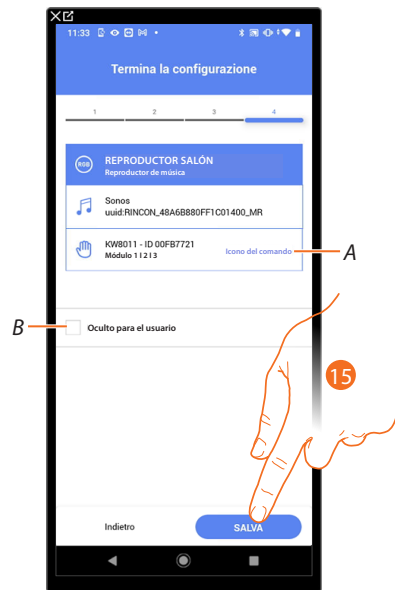 11:33
Termina la configurazione
1 2 3 4
RGB
REPRODUCTOR SALÓN
Reproductor de música
Sonos
uuid:RINCON_48A6B880FF1C01400_MR
KW8011 - ID 00FB7721
Módulo 1 I 2 I 3
Icono del comando
A
B
Oculto para el usuario
15
Indietro
SALVA